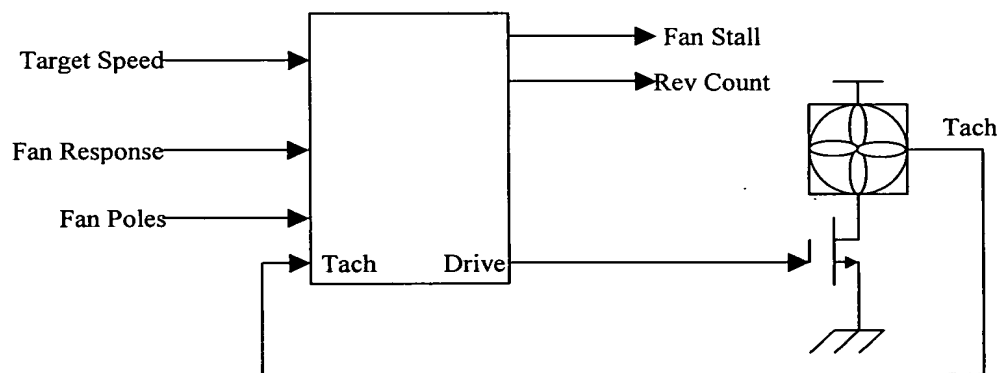 Target Speed
Fan Response
Fan Poles
Tach
Drive
Fan Stall
Rev Count
Tach